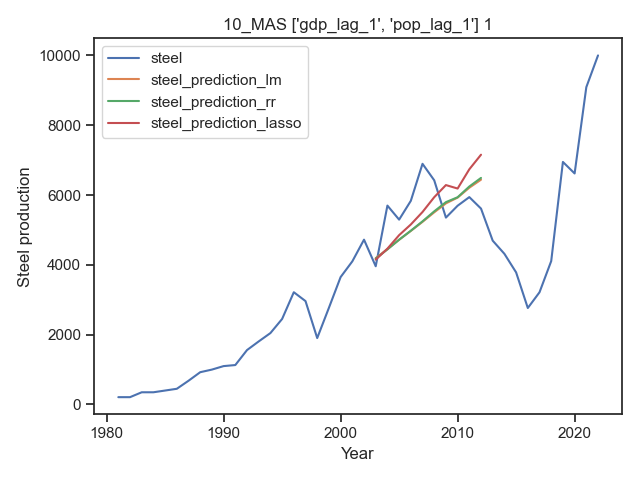 10_MAS ['gdp_lag_1', 'pop_lag_1'] 1
steel
steel_prediction_lm
steel_prediction_rr
steel_prediction_lasso
Steel production
10000
8000
6000
4000
2000
0
1980
1990
2000
2010
2020
Year